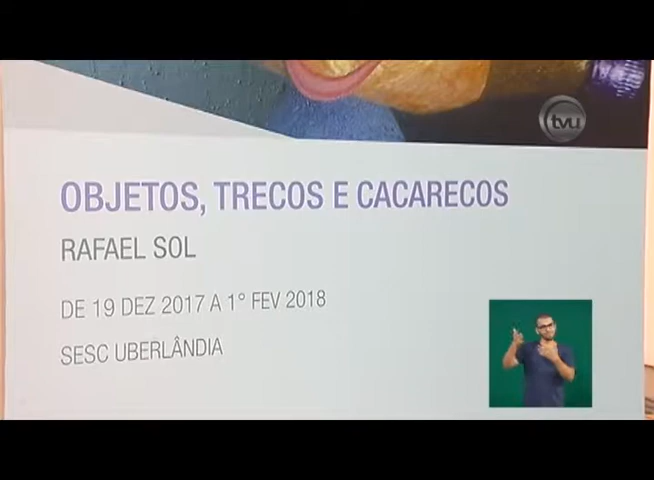 tvu
OBJETOS, TRECOS E CACARECOS
RAFAEL SOL
DE 19 DEZ 2017 A 1° FEV 2018
SESC UBERLÂNDIA